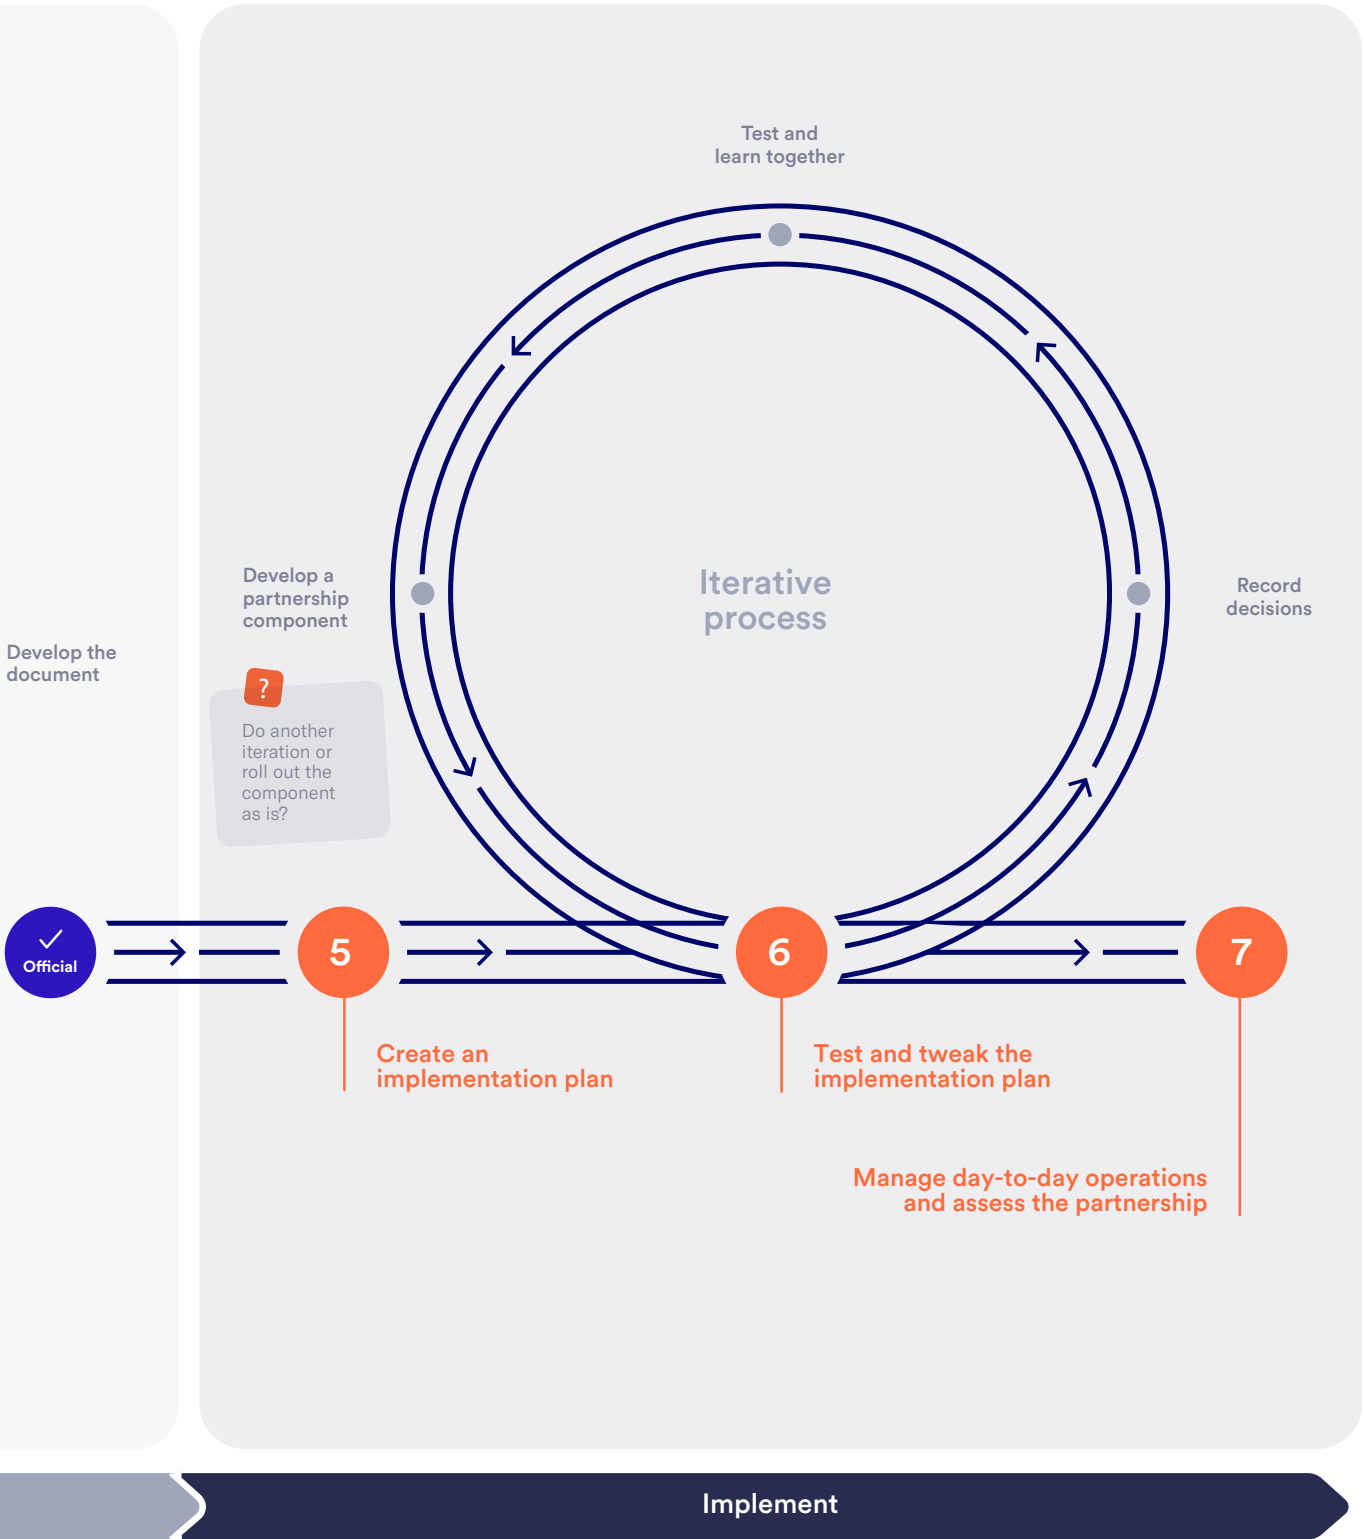 Test and
learn together
Develop a
partnership
component
Iterative
process
Record
decisions
Develop the
document
?
Do another
iteration or
roll out the
component
as is?
Official
5
6
7
Create an
implementation plan
Test and tweak the
implementation plan
Manage day-to-day operations
and assess the partnership
Implement